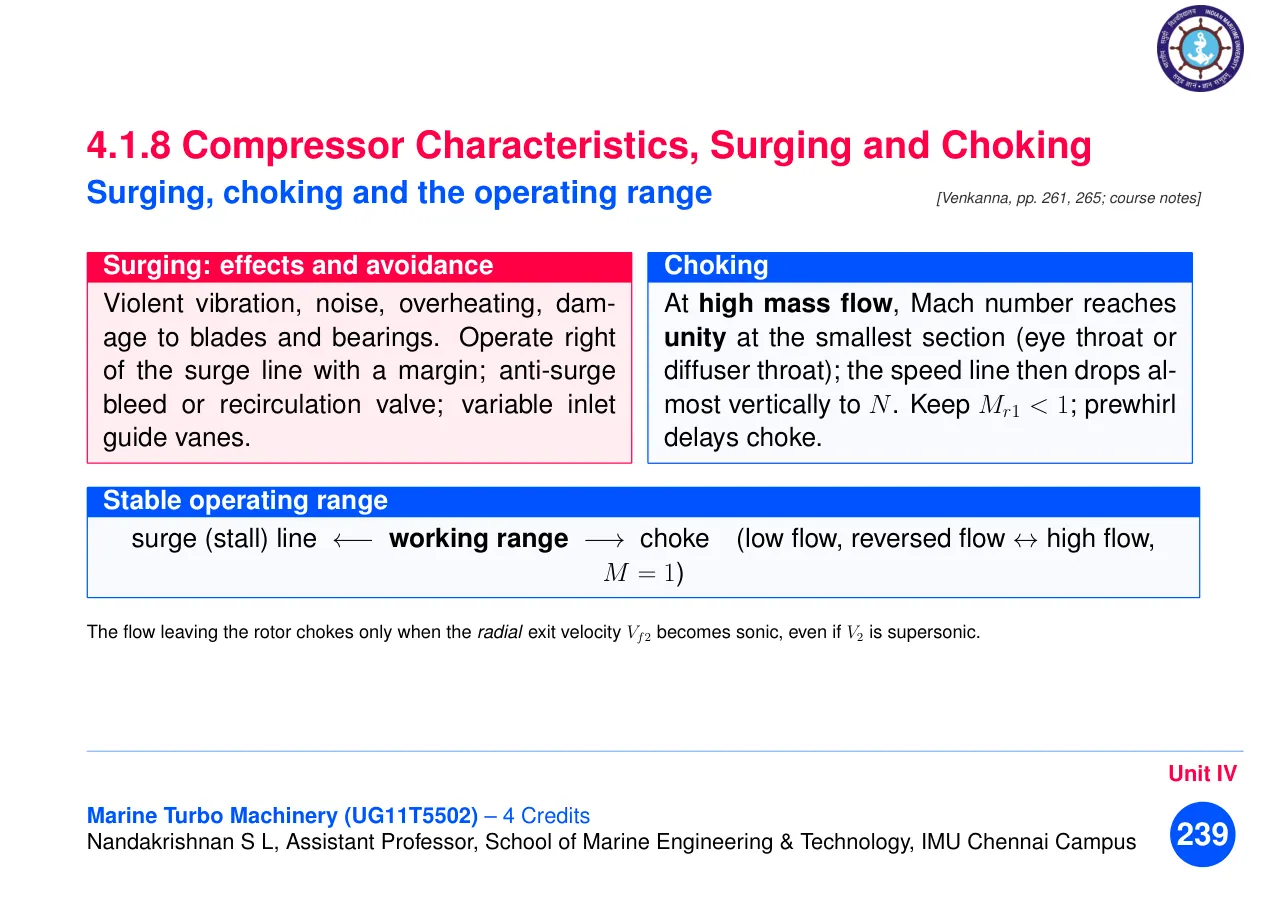 INDIAN MARITIME UNIVERSITY
4.1.8 Compressor Characteristics, Surging and Choking
Surging, choking and the operating range
[Venkanna, pp. 261, 265; course notes]
Surging: effects and avoidance
Violent vibration, noise, overheating, dam-
age to blades and bearings. Operate right
of the surge line with a margin; anti-surge
bleed or recirculation valve; variable inlet
guide vanes.
Choking
At high mass flow, Mach number reaches
unity at the smallest section (eye throat or
diffuser throat); the speed line then drops al-
most vertically to N. Keep M_{r1} < 1; prewhirl
delays choke.
Stable operating range
surge (stall) line ⟵ working range ⟶ choke (low flow, reversed flow ↔ high flow,
M = 1)
The flow leaving the rotor chokes only when the radial exit velocity V_{f2} becomes sonic, even if V_2 is supersonic.
Unit IV
Marine Turbo Machinery (UG11T5502) – 4 Credits
Nandakrishnan S L, Assistant Professor, School of Marine Engineering & Technology, IMU Chennai Campus
239